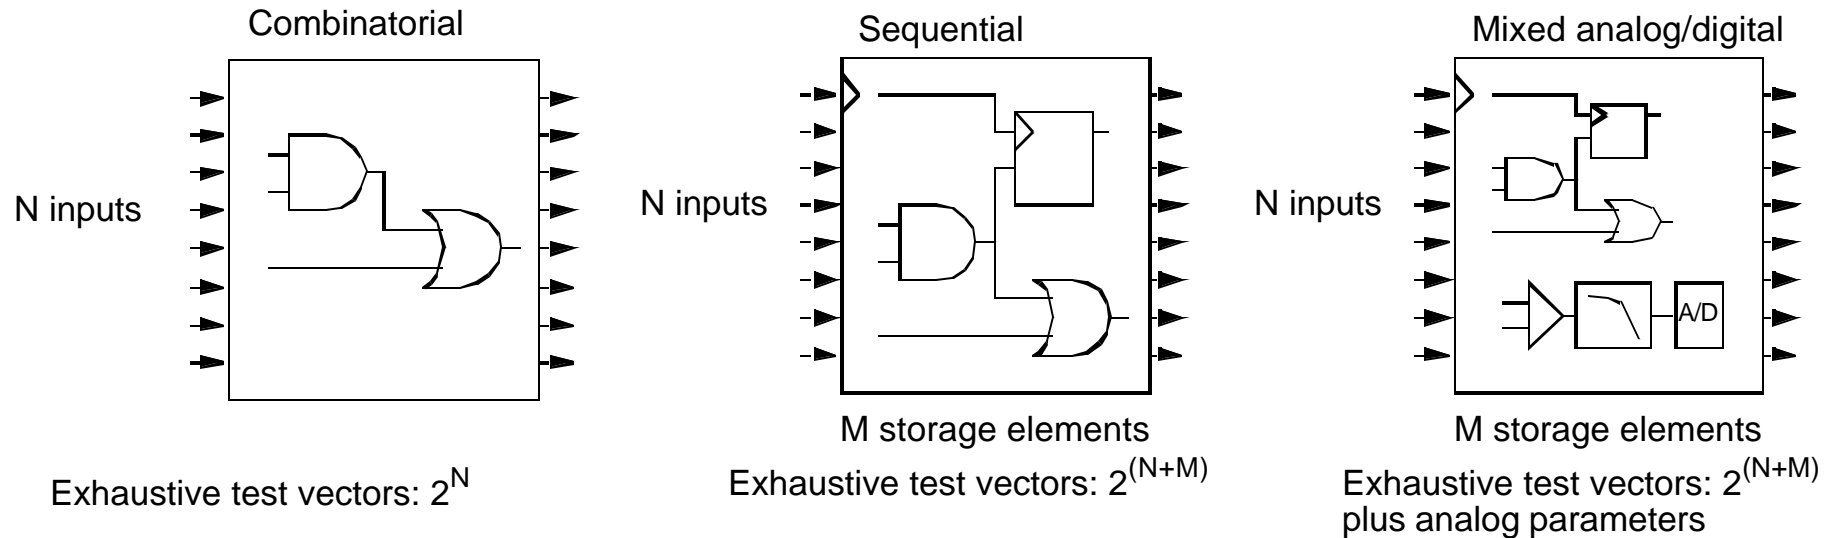 Combinatorial
N inputs
Exhaustive test vectors: 2^N
Sequential
N inputs
M storage elements
Exhaustive test vectors: 2^(N+M)
Mixed analog/digital
N inputs
A/D
M storage elements
Exhaustive test vectors: 2^(N+M)
plus analog parameters